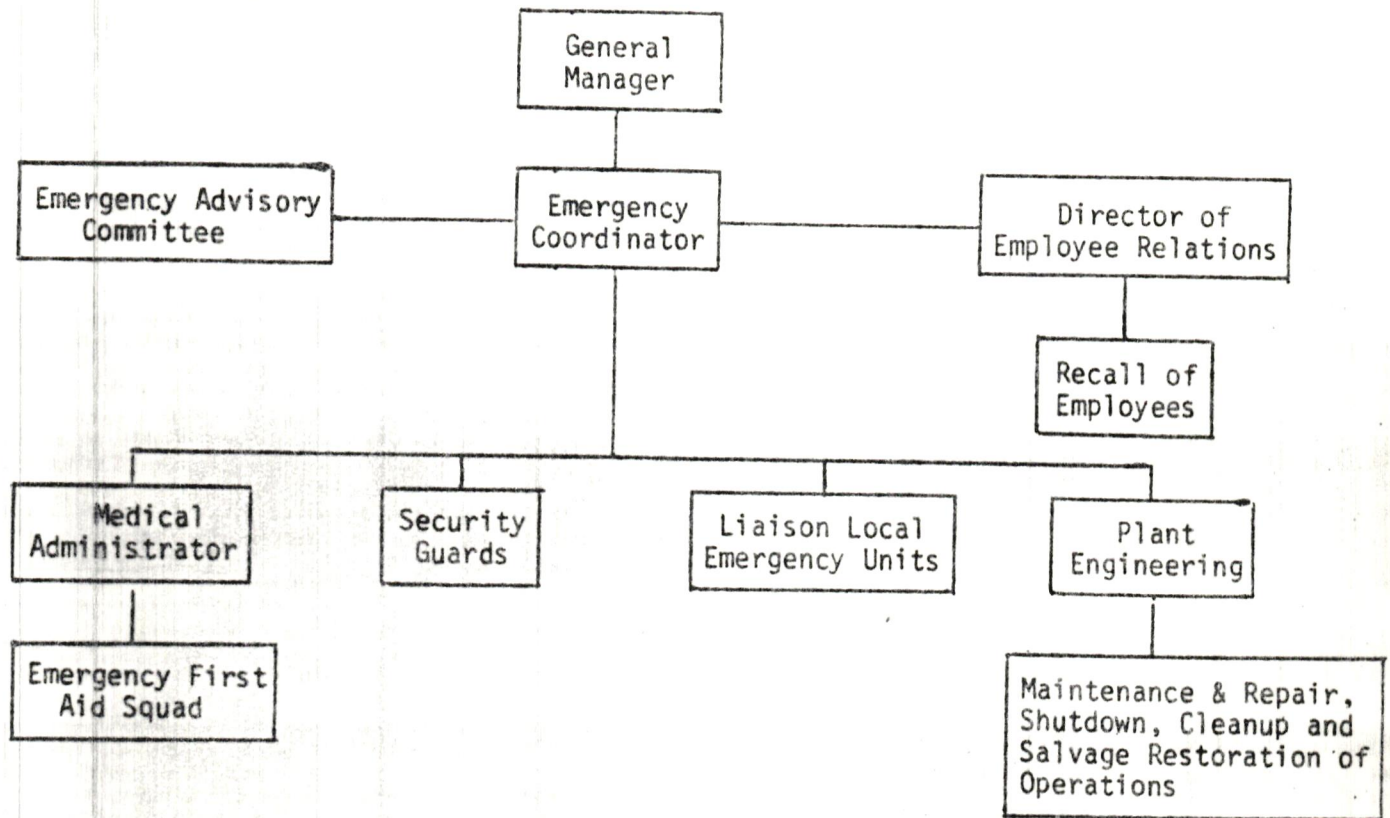 General
Manager
Emergency Advisory
Committee
Emergency
Coordinator
Director of
Employee Relations
Recall of
Employees
Medical
Administrator
Security
Guards
Liaison Local
Emergency Units
Plant
Engineering
Emergency First
Aid Squad
Maintenance & Repair,
Shutdown, Cleanup and
Salvage Restoration of
Operations